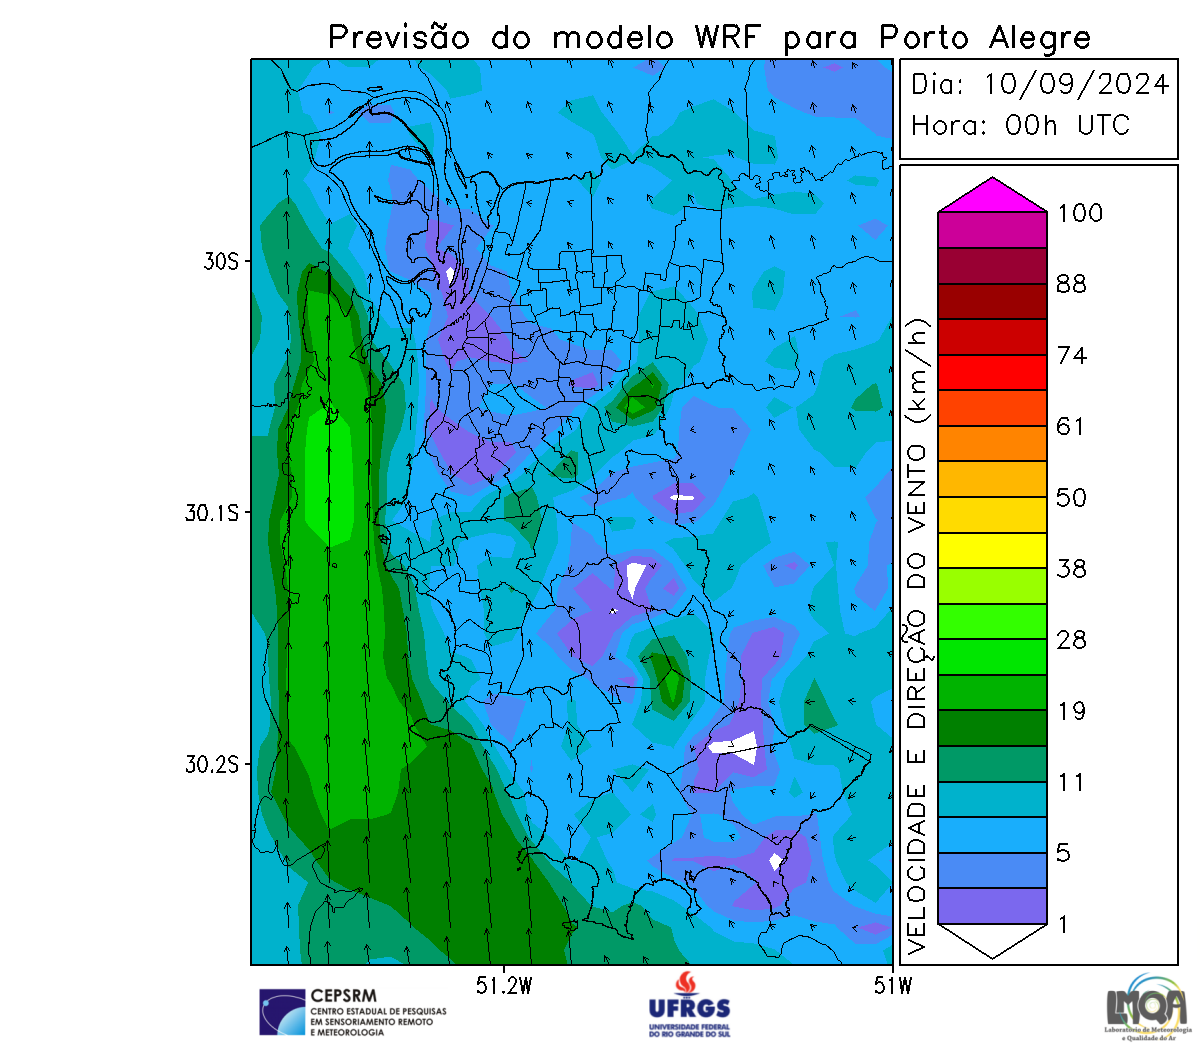 Previsão do modelo WRF para Porto Alegre
Dia: 10/09/2024
Hora: 00h UTC
30S
30.1S
30.2S
51.2W
51W
VELOCIDADE E DIREÇÃO DO VENTO (km/h)
100
88
74
61
50
38
28
19
11
5
1
CEPSRM
CENTRO ESTADUAL DE PESQUISAS
EM SENSORIAMENTO REMOTO
E METEOROLOGIA
UFRGS
UNIVERSIDADE FEDERAL
DO RIO GRANDE DO SUL
LMQA
Laboratório de Meteorologia
e Qualidade do Ar